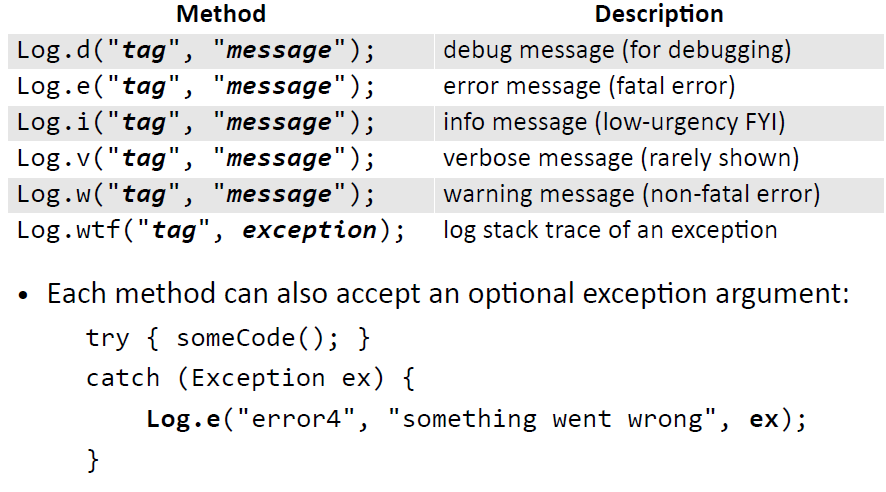 Method Description
Log.d("tag", "message"); debug message (for debugging)
Log.e("tag", "message"); error message (fatal error)
Log.i("tag", "message"); info message (low-urgency FYI)
Log.v("tag", "message"); verbose message (rarely shown)
Log.w("tag", "message"); warning message (non-fatal error)
Log.wtf("tag", exception); log stack trace of an exception
• Each method can also accept an optional exception argument:
try { someCode(); }
catch (Exception ex) {
Log.e("error4", "something went wrong", ex);
}